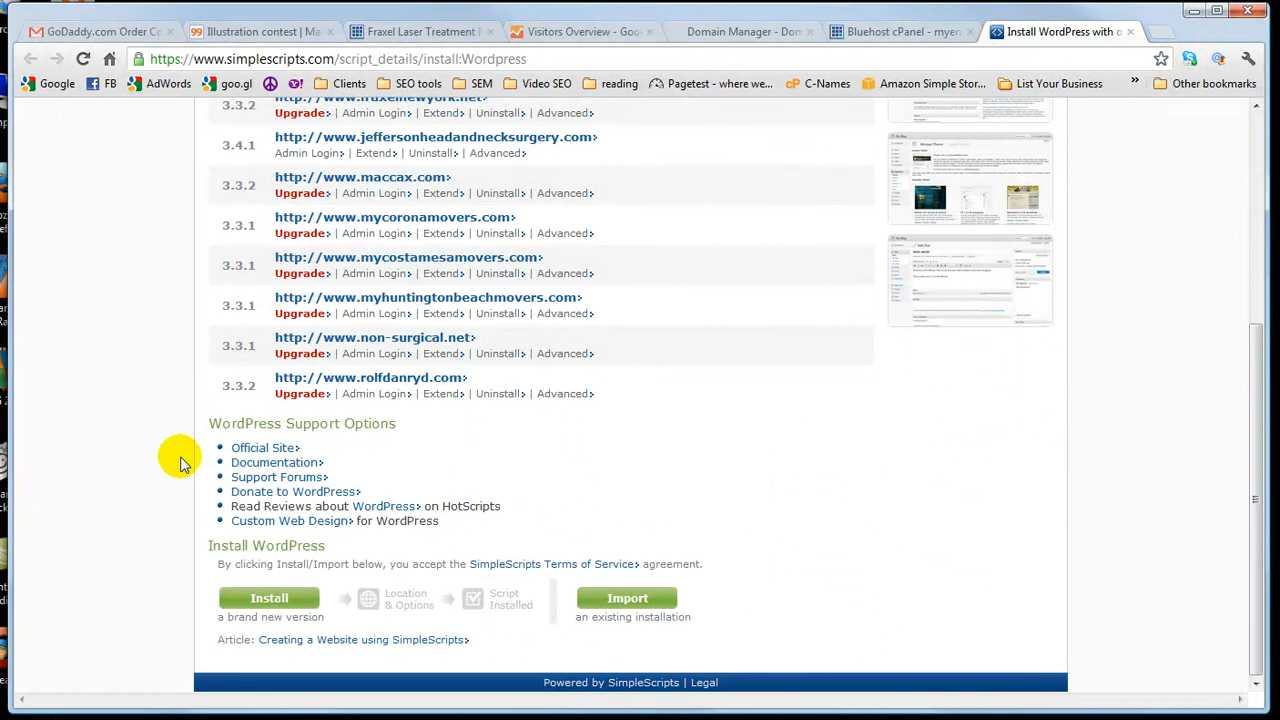 GoDaddy.com Order Co
Illustration contest | Ma
Fraxel Laser Treatment
Visitors Overview - Goo
Domain Manager - Dom
Bluehost cPanel - myen
Install WordPress with o
https://www.simplescripts.com/script_details/install:Wordpress
Google
FB
AdWords
goo.gl
Clients
SEO tools
Video SEO
reading
Pagetest - where we...
C-Names
Amazon Simple Stor...
List Your Business
Other bookmarks
3.3.2
Upgrade | Admin Login | Extend | Uninstall | Advanced
3.4.1
http://www.jeffersonheadandnecksurgery.com
Admin Login | Extend | Uninstall | Advanced
3.3.2
Upgrade | Admin Login | Extend | Uninstall | Advanced
3.3.1
http://www.mycoronamovers.com
Upgrade | Admin Login | Extend | Uninstall | Advanced
3.3.1
http://www.mycostamesamovers.com
Upgrade | Admin Login | Extend | Uninstall | Advanced
3.3.1
http://www.myhuntingtonbeachmovers.com
Upgrade | Admin Login | Extend | Uninstall | Advanced
3.3.1
http://www.non-surgical.net
Upgrade | Admin Login | Extend | Uninstall | Advanced
3.3.2
http://www.rolfdanryd.com
Upgrade | Admin Login | Extend | Uninstall | Advanced
WordPress Support Options
Official Site
Documentation
Support Forums
Donate to WordPress
Read Reviews about WordPress on HotScripts
Custom Web Design for WordPress
Install WordPress
By clicking Install/Import below, you accept the SimpleScripts Terms of Service agreement.
Install
a brand new version
Location
& Options
Script
Installed
Import
an existing installation
Article: Creating a Website using SimpleScripts
Powered by SimpleScripts | Legal